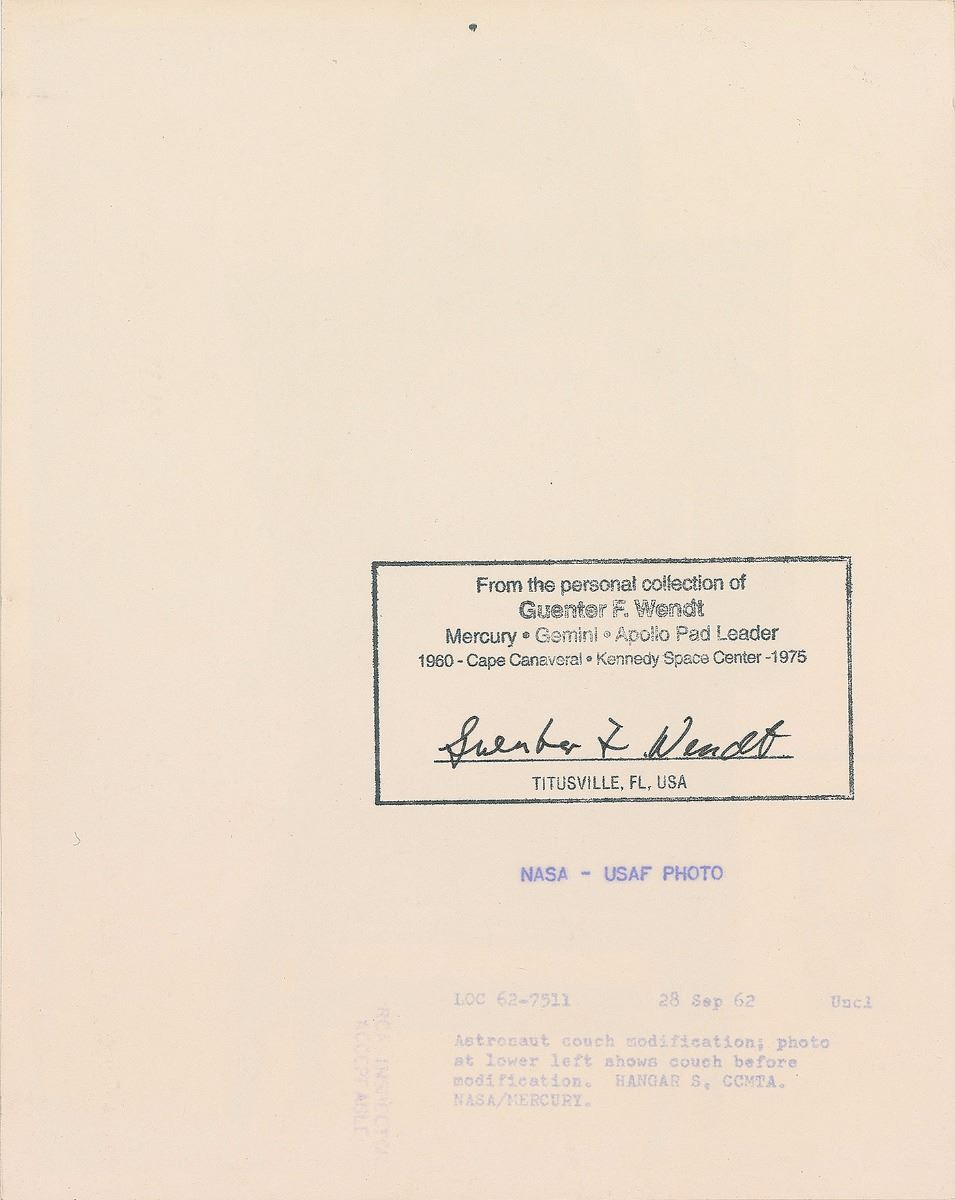 From the personal collection of
Guenter F. Wendt
Mercury • Gemini • Apollo Pad Leader
1960 - Cape Canaveral • Kennedy Space Center -1975
Guenter F Wendt
TITUSVILLE, FL, USA
NASA - USAF PHOTO
LOC 62-7511 28 Sep 62 Uncl
Astronaut couch modification; photo
at lower left shows couch before
modification. HANGAR S, CCMTA.
NASA/MERCURY.
RCA
ACCEPTABLE